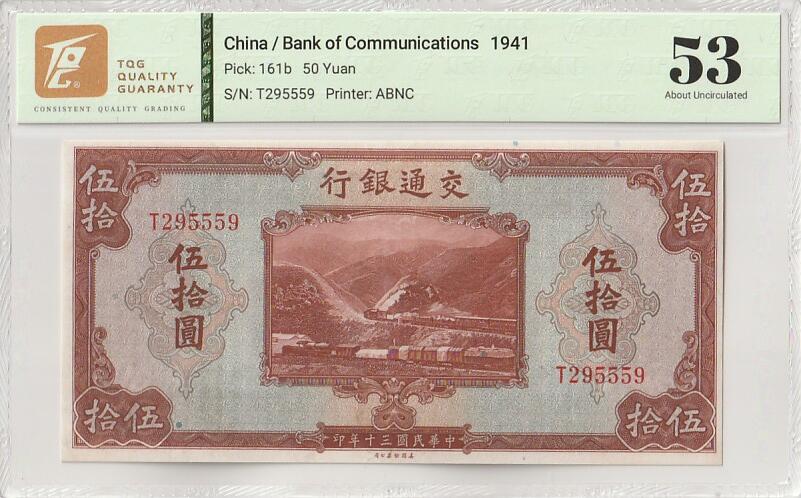 TQG
QUALITY
GUARANTY
CONSISTENT QUALITY GRADING
China / Bank of Communications 1941
Pick: 161b 50 Yuan
S/N: T295559 Printer: ABNC
53
About Uncirculated
行銀通交
伍拾
伍拾
T295559
伍拾圓
伍拾圓
T295559
拾伍
拾伍
印年十三國民華中